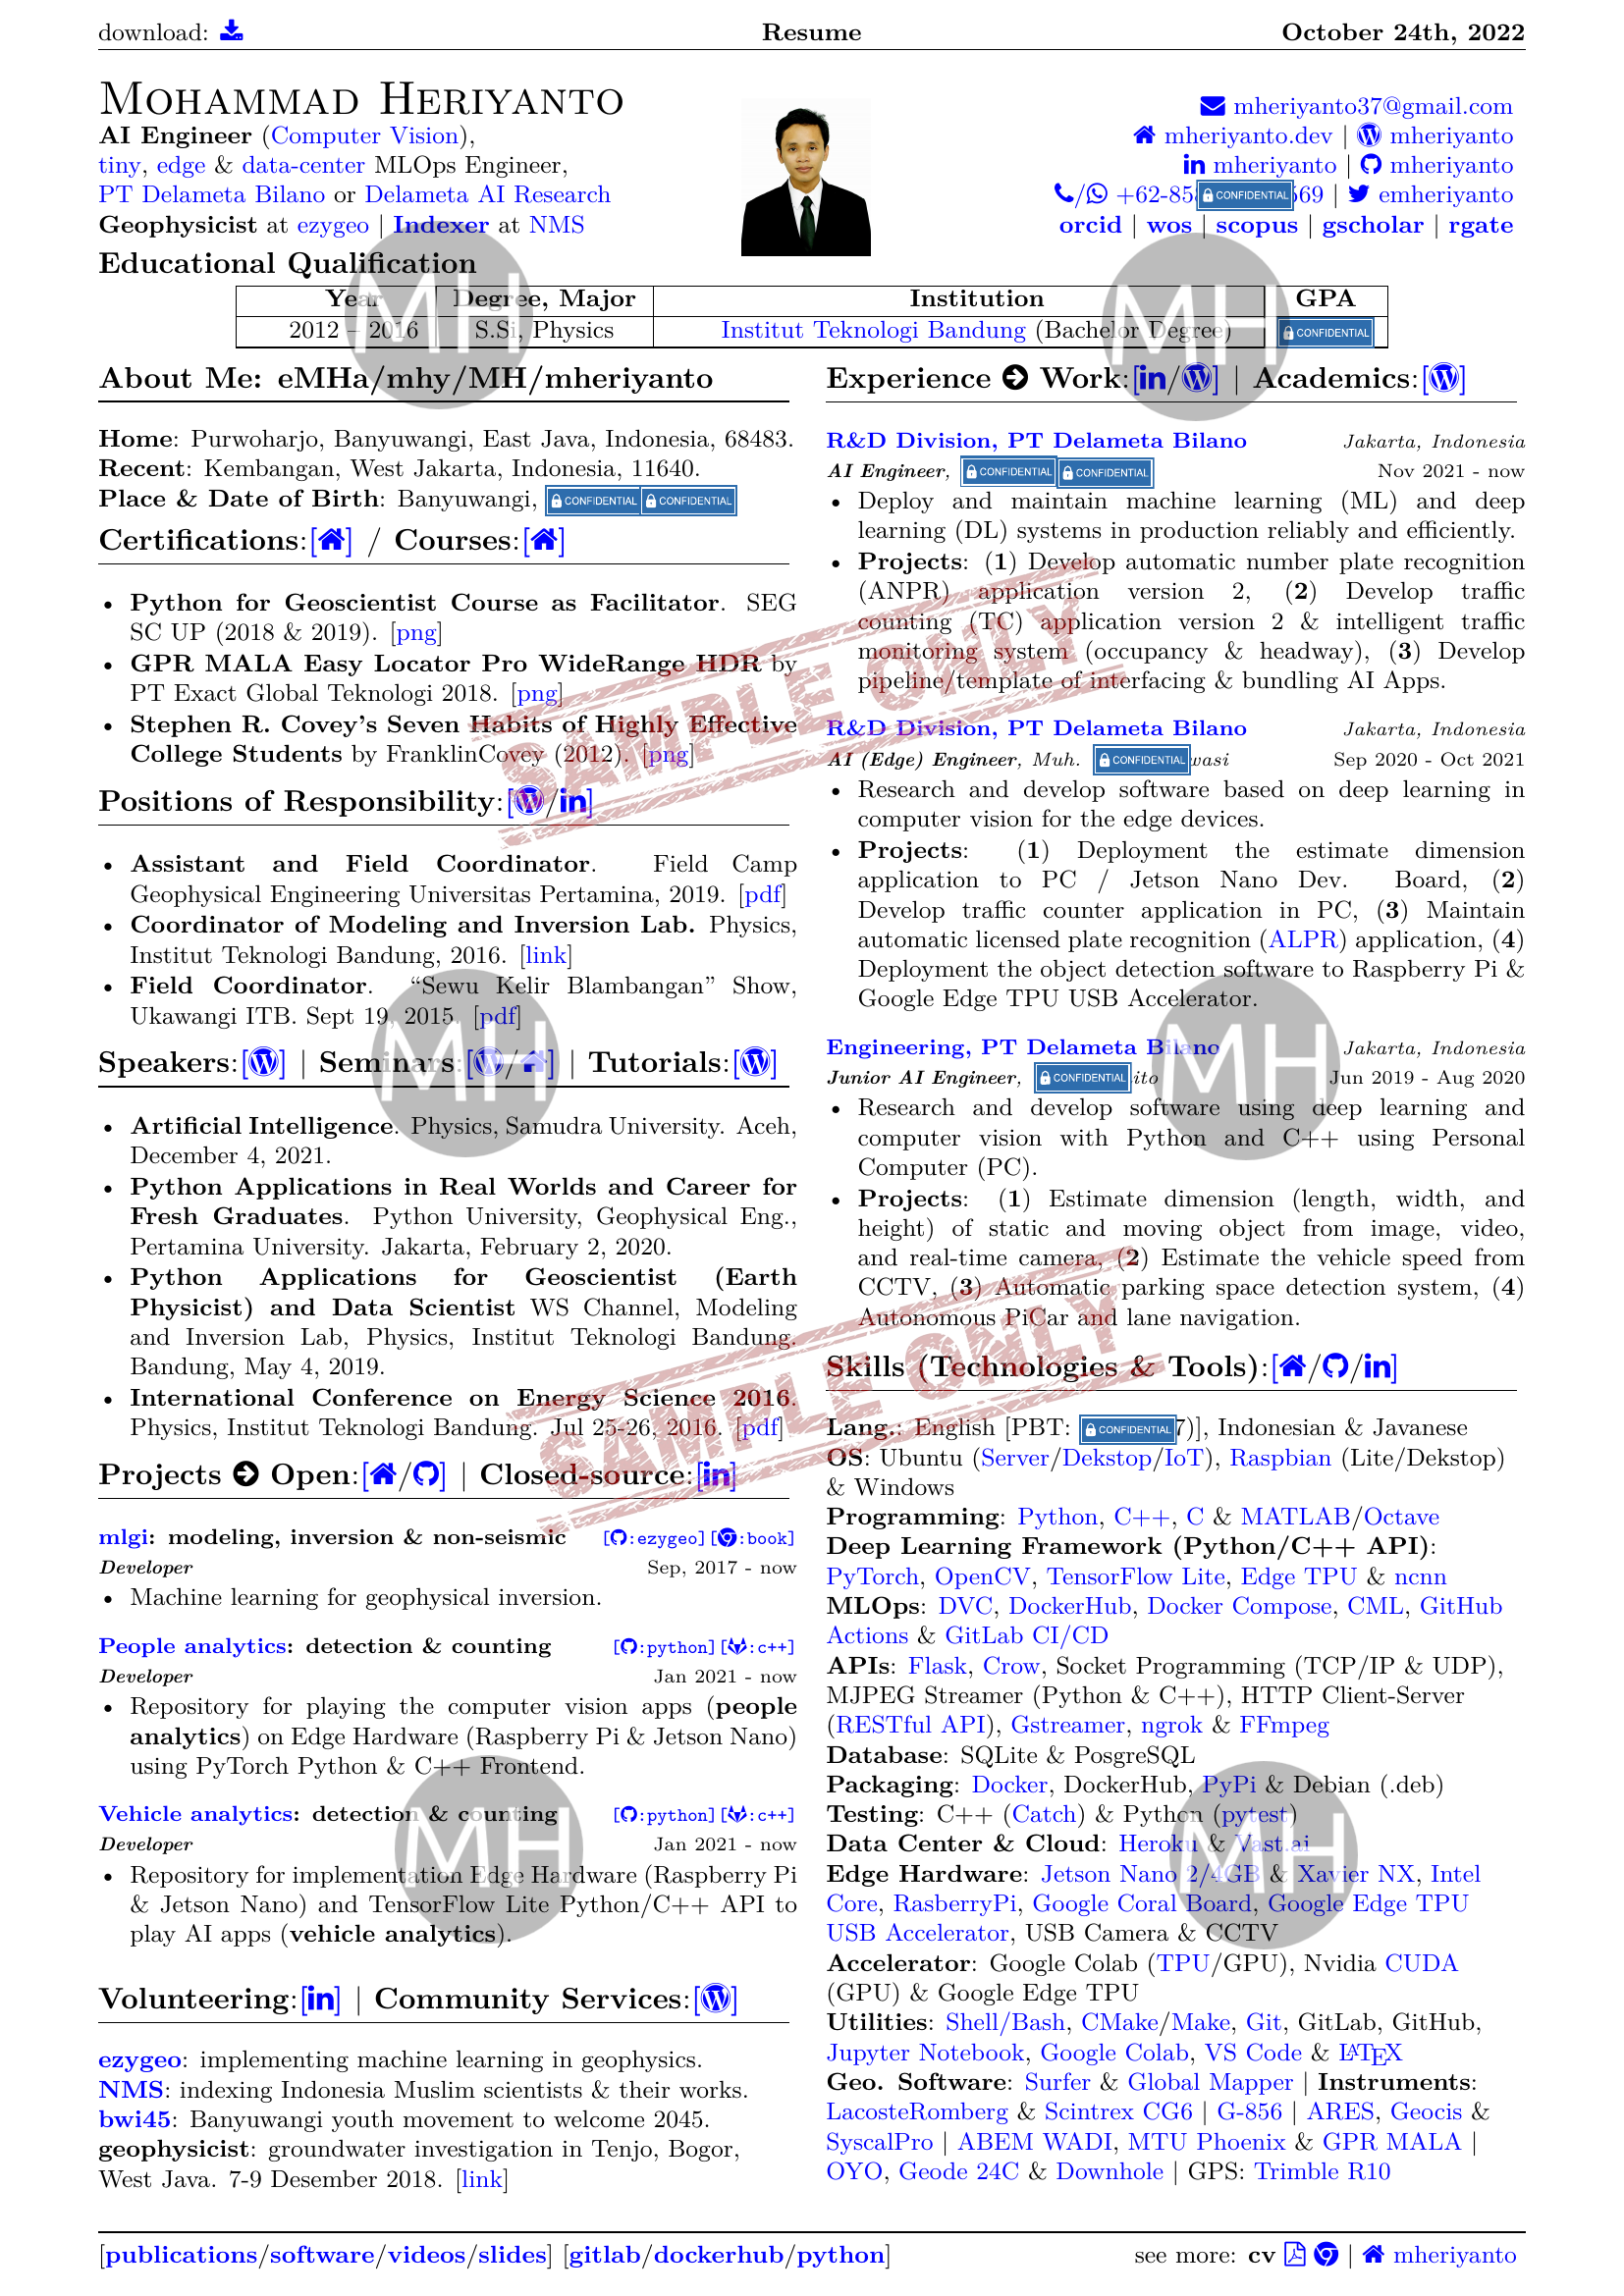 download:
Resume
October 24th, 2022
Mohammad Heriyanto
AI Engineer (Computer Vision),
tiny, edge & data-center MLOps Engineer,
PT Delameta Bilano or Delameta AI Research
Geophysicist at ezygeo | Indexer at NMS
mheriyanto37@gmail.com
mheriyanto.dev | mheriyanto
mheriyanto | mheriyanto
/ +62-85 CONFIDENTIAL 569 | emheriyanto
orcid | wos | scopus | gscholar | rgate
Educational Qualification
Year Degree, Major Institution GPA
2012 – 2016 S.Si, Physics Institut Teknologi Bandung (Bachelor Degree) CONFIDENTIAL
MH
MH
About Me: eMHa/mhy/MH/mheriyanto
Home: Purwoharjo, Banyuwangi, East Java, Indonesia, 68483.
Recent: Kembangan, West Jakarta, Indonesia, 11640.
Place & Date of Birth: Banyuwangi, CONFIDENTIAL CONFIDENTIAL
Certifications:[] / Courses:[]
• Python for Geoscientist Course as Facilitator. SEG
SC UP (2018 & 2019). [png]
• GPR MALA Easy Locator Pro WideRange HDR by
PT Exact Global Teknologi 2018. [png]
• Stephen R. Covey's Seven Habits of Highly Effective
College Students by FranklinCovey (2012). [png]
SAMPLE ONLY
Positions of Responsibility:[/in]
• Assistant and Field Coordinator. Field Camp
Geophysical Engineering Universitas Pertamina, 2019. [pdf]
• Coordinator of Modeling and Inversion Lab. Physics,
Institut Teknologi Bandung, 2016. [link]
• Field Coordinator. “Sewu Kelir Blambangan” Show,
Ukawangi ITB. Sept 19, 2015. [pdf]
MH
Speakers:[] | Seminars:[/] | Tutorials:[]
• Artificial Intelligence. Physics, Samudra University. Aceh,
December 4, 2021.
• Python Applications in Real Worlds and Career for
Fresh Graduates. Python University, Geophysical Eng.,
Pertamina University. Jakarta, February 2, 2020.
• Python Applications for Geoscientist (Earth
Physicist) and Data Scientist WS Channel, Modeling
and Inversion Lab, Physics, Institut Teknologi Bandung.
Bandung, May 4, 2019.
• International Conference on Energy Science 2016.
Physics, Institut Teknologi Bandung. Jul 25-26, 2016. [pdf]
SAMPLE ONLY
Projects Open:[/] | Closed-source:[in]
mlgi: modeling, inversion & non-seismic [:ezygeo][:book]
Developer Sep, 2017 - now
• Machine learning for geophysical inversion.
People analytics: detection & counting [:python][:c++]
Developer Jan 2021 - now
• Repository for playing the computer vision apps (people
analytics) on Edge Hardware (Raspberry Pi & Jetson Nano)
using PyTorch Python & C++ Frontend.
Vehicle analytics: detection & counting [:python][:c++]
Developer Jan 2021 - now
MH
• Repository for implementation Edge Hardware (Raspberry Pi
& Jetson Nano) and TensorFlow Lite Python/C++ API to
play AI apps (vehicle analytics).
Volunteering:[in] | Community Services:[]
ezygeo: implementing machine learning in geophysics.
NMS: indexing Indonesia Muslim scientists & their works.
bwi45: Banyuwangi youth movement to welcome 2045.
geophysicist: groundwater investigation in Tenjo, Bogor,
West Java. 7-9 Desember 2018. [link]
Experience Work:[in/] | Academics:[]
R&D Division, PT Delameta Bilano Jakarta, Indonesia
AI Engineer, CONFIDENTIAL CONFIDENTIAL Nov 2021 - now
• Deploy and maintain machine learning (ML) and deep
learning (DL) systems in production reliably and efficiently.
• Projects: (1) Develop automatic number plate recognition
(ANPR) application version 2, (2) Develop traffic
counting (TC) application version 2 & intelligent traffic
monitoring system (occupancy & headway), (3) Develop
pipeline/template of interfacing & bundling AI Apps.
R&D Division, PT Delameta Bilano Jakarta, Indonesia
AI (Edge) Engineer, Muh. CONFIDENTIAL wasi Sep 2020 - Oct 2021
• Research and develop software based on deep learning in
computer vision for the edge devices.
• Projects: (1) Deployment the estimate dimension
application to PC / Jetson Nano Dev. Board, (2)
Develop traffic counter application in PC, (3) Maintain
automatic licensed plate recognition (ALPR) application, (4)
Deployment the object detection software to Raspberry Pi &
Google Edge TPU USB Accelerator.
MH
Engineering, PT Delameta Bilano Jakarta, Indonesia
Junior AI Engineer, CONFIDENTIAL ito Jun 2019 - Aug 2020
• Research and develop software using deep learning and
computer vision with Python and C++ using Personal
Computer (PC).
• Projects: (1) Estimate dimension (length, width, and
height) of static and moving object from image, video,
and real-time camera, (2) Estimate the vehicle speed from
CCTV, (3) Automatic parking space detection system, (4)
Autonomous PiCar and lane navigation.
Skills (Technologies & Tools):[//in]
Lang.: English [PBT: CONFIDENTIAL 7)], Indonesian & Javanese
OS: Ubuntu (Server/Dekstop/IoT), Raspbian (Lite/Dekstop)
& Windows
Programming: Python, C++, C & MATLAB/Octave
Deep Learning Framework (Python/C++ API):
PyTorch, OpenCV, TensorFlow Lite, Edge TPU & ncnn
MLOps: DVC, DockerHub, Docker Compose, CML, GitHub
Actions & GitLab CI/CD
APIs: Flask, Crow, Socket Programming (TCP/IP & UDP),
MJPEG Streamer (Python & C++), HTTP Client-Server
(RESTful API), Gstreamer, ngrok & FFmpeg
Database: SQLite & PosgreSQL
Packaging: Docker, DockerHub, PyPi & Debian (.deb)
Testing: C++ (Catch) & Python (pytest)
MH
Data Center & Cloud: Heroku & Vast.ai
Edge Hardware: Jetson Nano 2/4GB & Xavier NX, Intel
Core, RasberryPi, Google Coral Board, Google Edge TPU
USB Accelerator, USB Camera & CCTV
Accelerator: Google Colab (TPU/GPU), Nvidia CUDA
(GPU) & Google Edge TPU
Utilities: Shell/Bash, CMake/Make, Git, GitLab, GitHub,
Jupyter Notebook, Google Colab, VS Code & LATEX
Geo. Software: Surfer & Global Mapper | Instruments:
LacosteRomberg & Scintrex CG6 | G-856 | ARES, Geocis &
SyscalPro | ABEM WADI, MTU Phoenix & GPR MALA |
OYO, Geode 24C & Downhole | GPS: Trimble R10
[publications/software/videos/slides] [gitlab/dockerhub/python]
see more: cv | mheriyanto